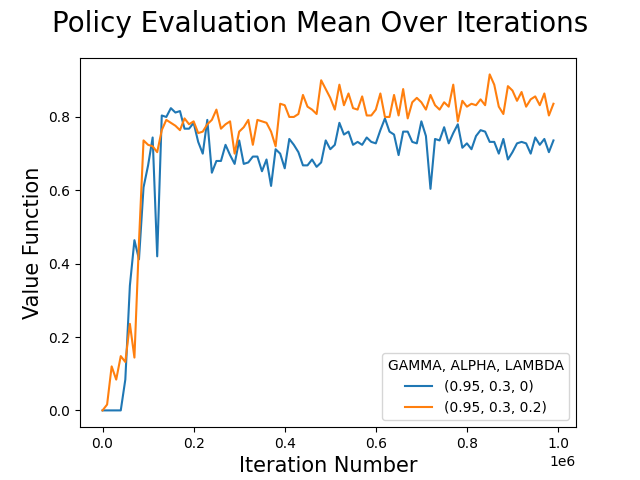 Policy Evaluation Mean Over Iterations
Value Function
0.8
0.6
0.4
0.2
0.0
GAMMA, ALPHA, LAMBDA
(0.95, 0.3, 0)
(0.95, 0.3, 0.2)
0.0 0.2 0.4 0.6 0.8 1.0
1e6
Iteration Number